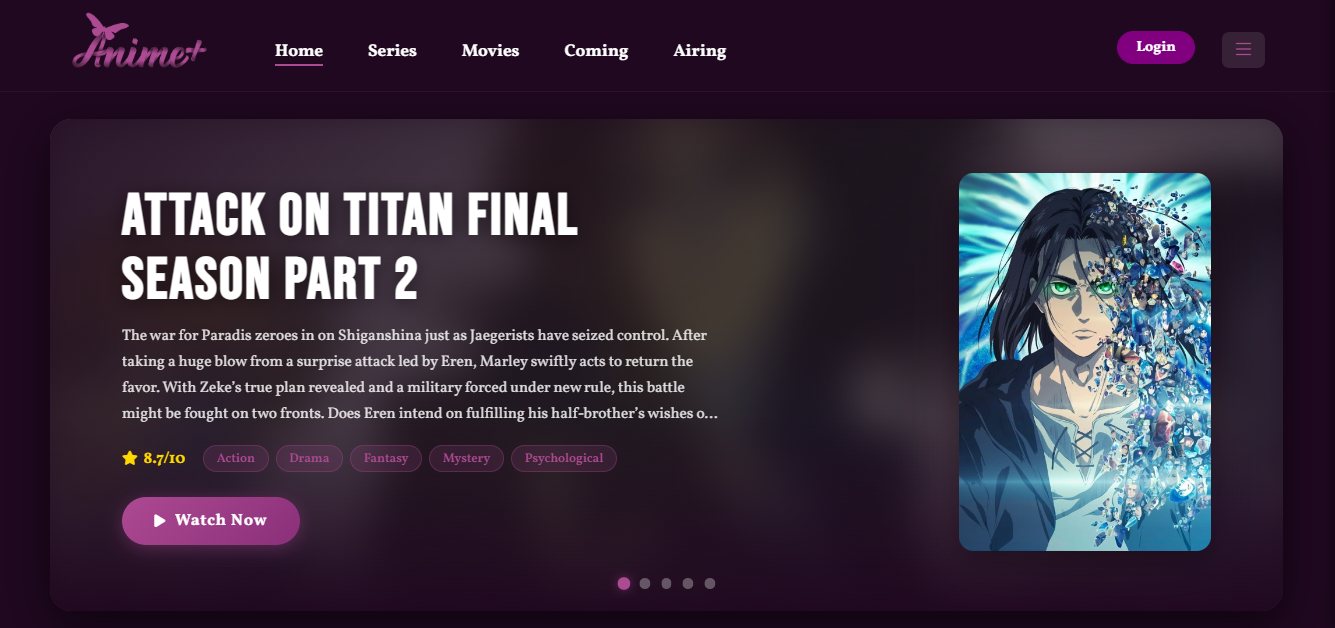 Anime+
Home
Series
Movies
Coming
Airing
Login
ATTACK ON TITAN FINAL
SEASON PART 2
The war for Paradis zeroes in on Shiganshina just as Jaegerists have seized control. After
taking a huge blow from a surprise attack led by Eren, Marley swiftly acts to return the
favor. With Zeke’s true plan revealed and a military forced under new rule, this battle
might be fought on two fronts. Does Eren intend on fulfilling his half-brother’s wishes o…
8.7/10
Action
Drama
Fantasy
Mystery
Psychological
Watch Now